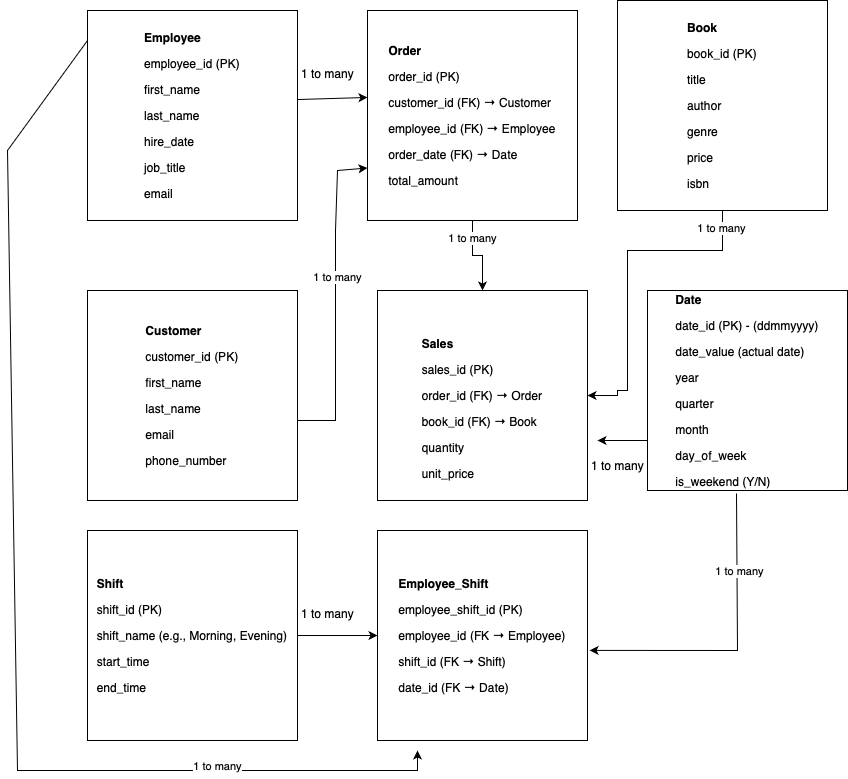 Employee
employee_id (PK)
first_name
last_name
hire_date
job_title
email
1 to many
Order
order_id (PK)
customer_id (FK) → Customer
employee_id (FK) → Employee
order_date (FK) → Date
total_amount
Book
book_id (PK)
title
author
genre
price
isbn
1 to many
1 to many
1 to many
Customer
customer_id (PK)
first_name
last_name
email
phone_number
Sales
sales_id (PK)
order_id (FK) → Order
book_id (FK) → Book
quantity
unit_price
Date
date_id (PK) - (ddmmyyyy)
date_value (actual date)
year
quarter
month
day_of_week
is_weekend (Y/N)
1 to many
Shift
shift_id (PK)
shift_name (e.g., Morning, Evening)
start_time
end_time
1 to many
Employee_Shift
employee_shift_id (PK)
employee_id (FK → Employee)
shift_id (FK → Shift)
date_id (FK → Date)
1 to many
1 to many